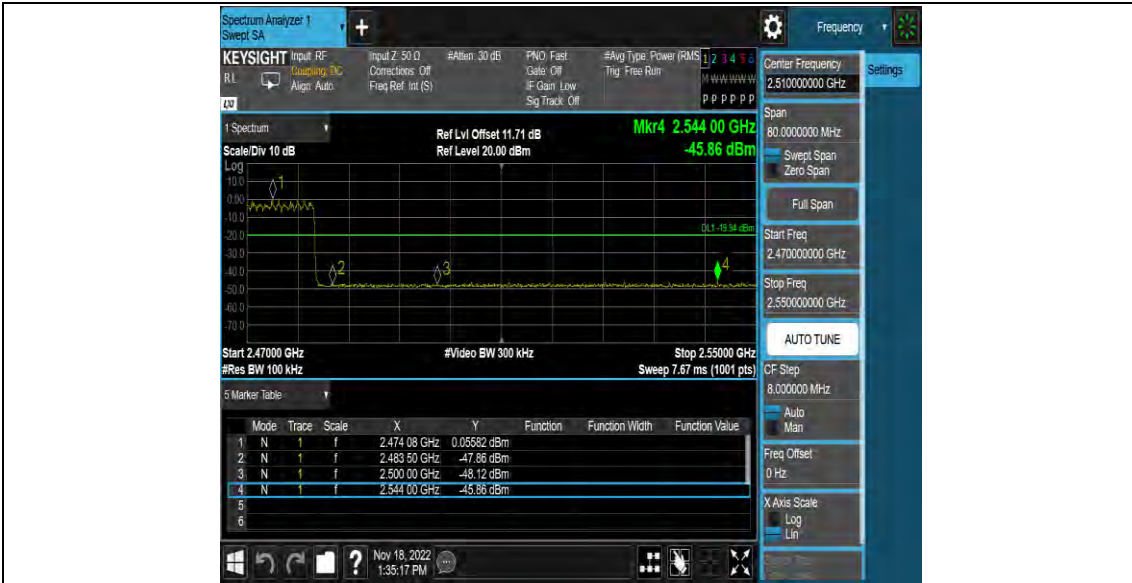 Spectrum Analyzer 1
Swept SA
+
Frequency
KEYSIGHT Input: RF Input Z: 50 Ω #Atten: 30 dB PNO: Fast #Avg Type: Power (RMS 1 2 3 4 5 6
R L Coupling: DC Corrections: Off Gate: Off Trig: Free Run M W W W W W
Align: Auto Freq Ref: Int (S) IF Gain: Low
LXI Sig Track: Off P P P P P P
1 Spectrum
Ref Lvl Offset 11.71 dB
Mkr4 2.544 00 GHz
Scale/Div 10 dB
Ref Level 20.00 dBm
-45.86 dBm
Log
10.0
0.00
-10.0
-20.0
-30.0
-40.0
-50.0
-60.0
-70.0
1
2
3
4
DL1 -19.94 dBm
Start 2.47000 GHz #Video BW 300 kHz Stop 2.55000 GHz
#Res BW 100 kHz Sweep 7.67 ms (1001 pts)
5 Marker Table
Mode Trace Scale X Y Function Function Width Function Value
1 N 1 f 2.474 08 GHz 0.05582 dBm
2 N 1 f 2.483 50 GHz -47.86 dBm
3 N 1 f 2.500 00 GHz -48.12 dBm
4 N 1 f 2.544 00 GHz -45.86 dBm
5
6
?
Nov 18, 2022
1:35:17 PM
Center Frequency
2.510000000 GHz
Settings
Span
80.0000000 MHz
Swept Span
Zero Span
Full Span
Start Freq
2.470000000 GHz
Stop Freq
2.550000000 GHz
AUTO TUNE
CF Step
8.000000 MHz
Auto
Man
Freq Offset
0 Hz
X Axis Scale
Log
Lin